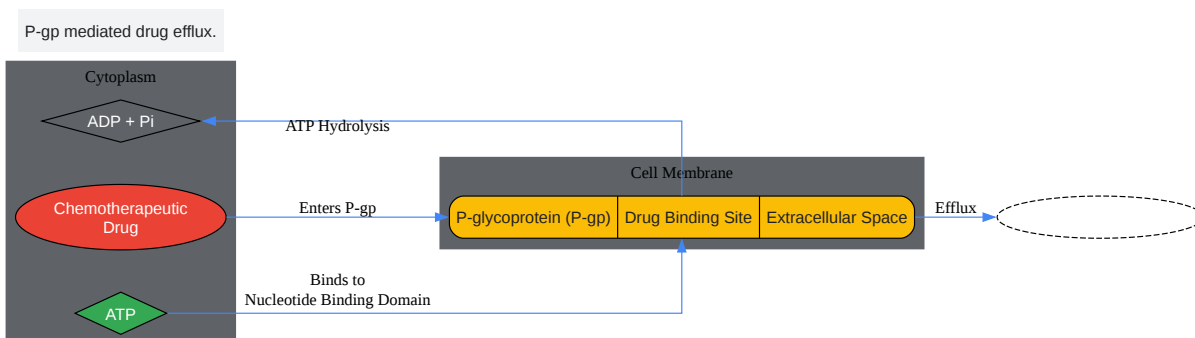 P-gp mediated drug efflux.
Cytoplasm
ADP + Pi
ATP Hydrolysis
Cell Membrane
Chemotherapeutic
Drug
Enters P-gp
P-glycoprotein (P-gp)
Drug Binding Site
Extracellular Space
Efflux
Binds to
Nucleotide Binding Domain
ATP